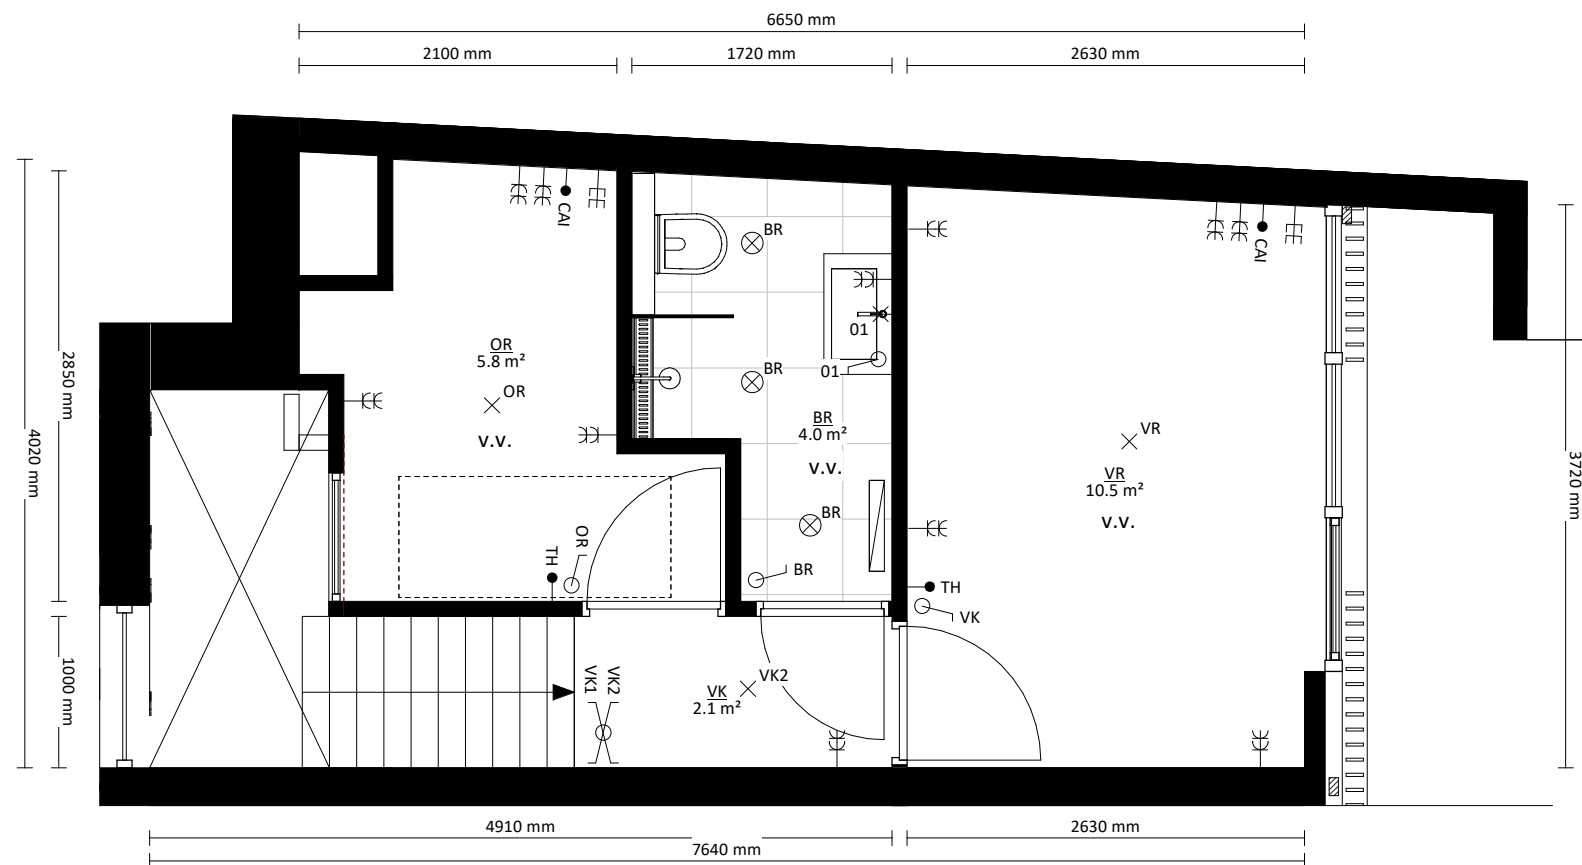 6650 mm
2100 mm
1720 mm
2630 mm
CAI
CAI
BR
01
01
BR
OR
5.8 m²
OR
v.v.
BR
4.0 m²
v.v.
VR
VR
10.5 m²
v.v.
2850 mm
4020 mm
3720 mm
BR
TH
OR
BR
TH
VK
1000 mm
VK1
VK2
VK
2.1 m²
VK2
4910 mm
2630 mm
7640 mm